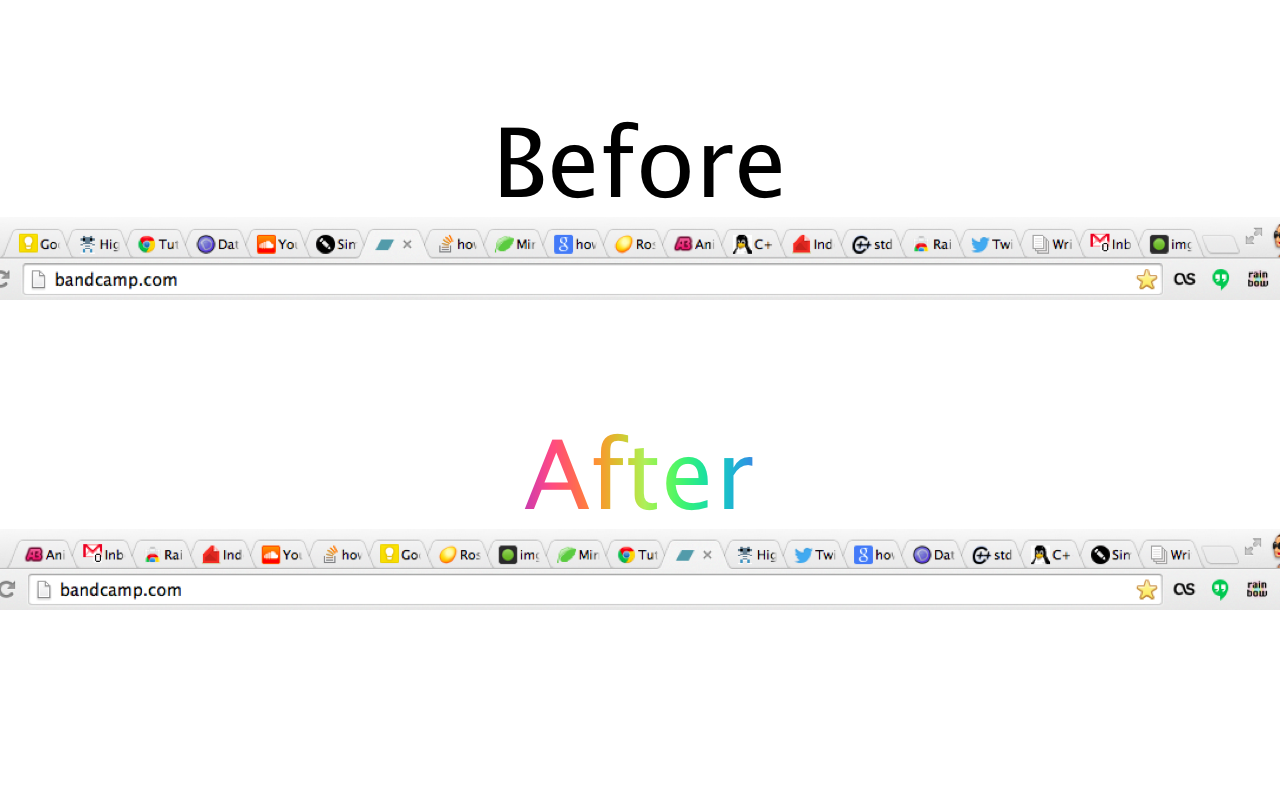 Before
Go Hig Tut Dat You Sin hov Mir hov Ros Ani C+ Ind std Rai Twi Wri Inb img
bandcamp.com rain
bow
After
Ani Inb Rai Ind You hov Go Ros img Mir Tut Hig Twi hov Dat std C+ Sin Wri
bandcamp.com rain
bow